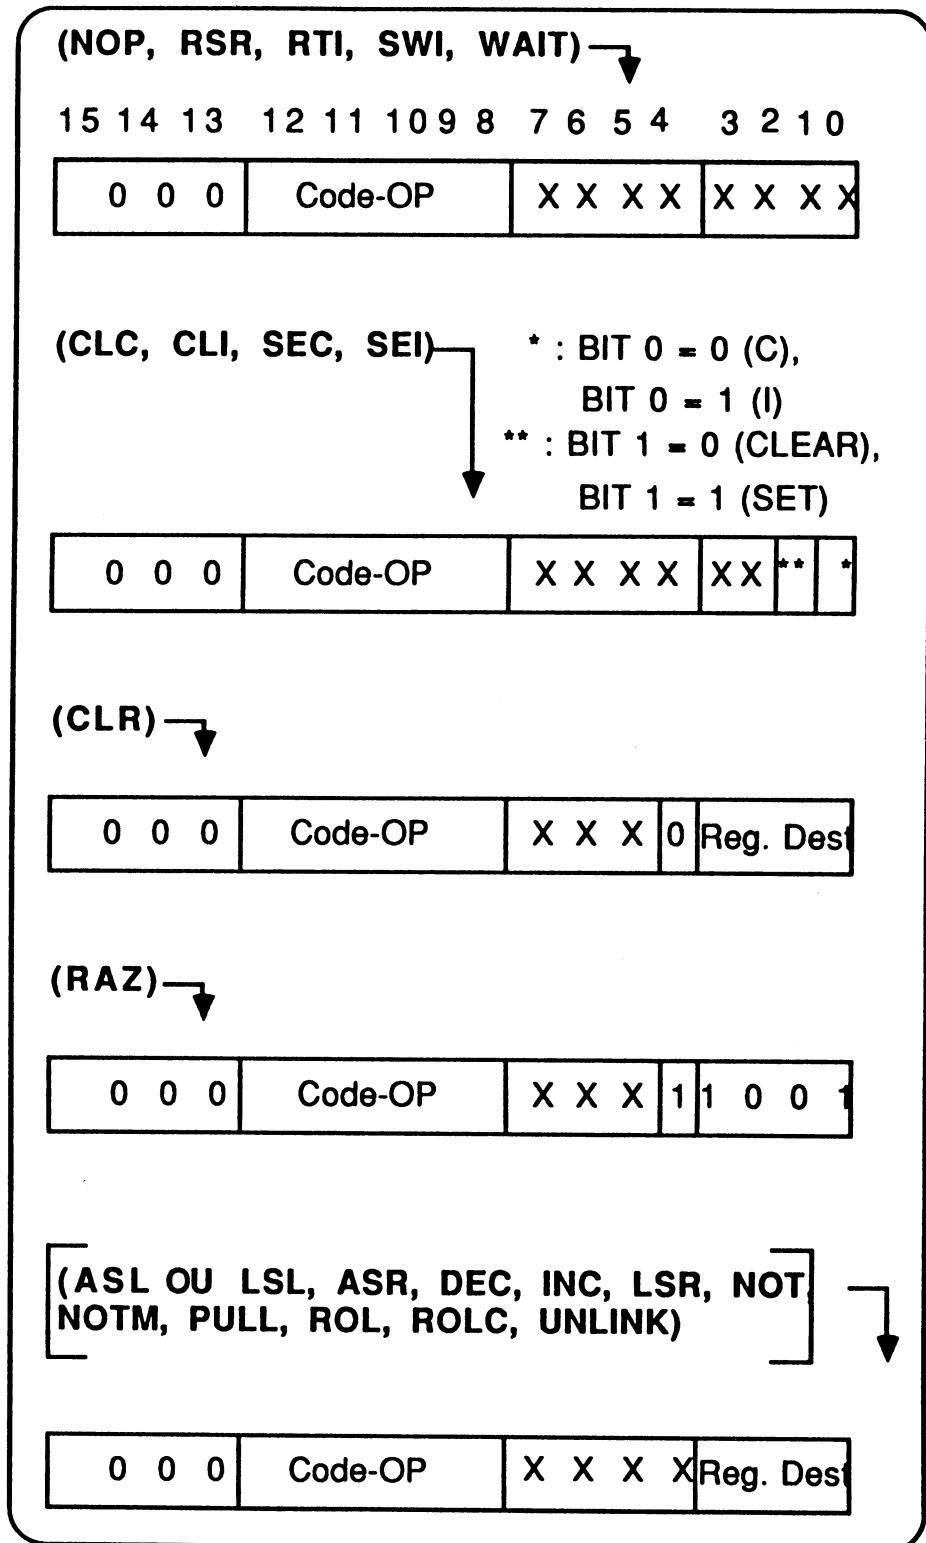 (NOP, RSR, RTI, SWI, WAIT)
15 14 13 12 11 10 9 8 7 6 5 4 3 2 1 0
0 0 0 Code-OP X X X X X X X X
(CLC, CLI, SEC, SEI) * : BIT 0 = 0 (C),
BIT 0 = 1 (I)
** : BIT 1 = 0 (CLEAR),
BIT 1 = 1 (SET)
0 0 0 Code-OP X X X X X X ** *
(CLR)
0 0 0 Code-OP X X X 0 Reg. Dest
(RAZ)
0 0 0 Code-OP X X X 1 1 0 0 1
(ASL OU LSL, ASR, DEC, INC, LSR, NOT,
NOTM, PULL, ROL, ROLC, UNLINK)
0 0 0 Code-OP X X X X Reg. Dest